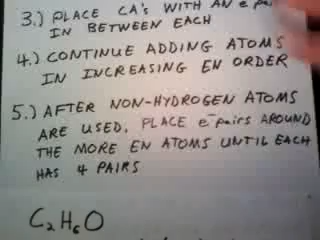 3.) PLACE CA's WITH AN e⁻ pair
IN BETWEEN EACH
4.) CONTINUE ADDING ATOMS
IN INCREASING EN ORDER
5.) AFTER NON-HYDROGEN ATOMS
ARE USED, PLACE e⁻ pairs AROUND
THE MORE EN ATOMS UNTIL EACH
HAS 4 PAIRS
C₂H₆O